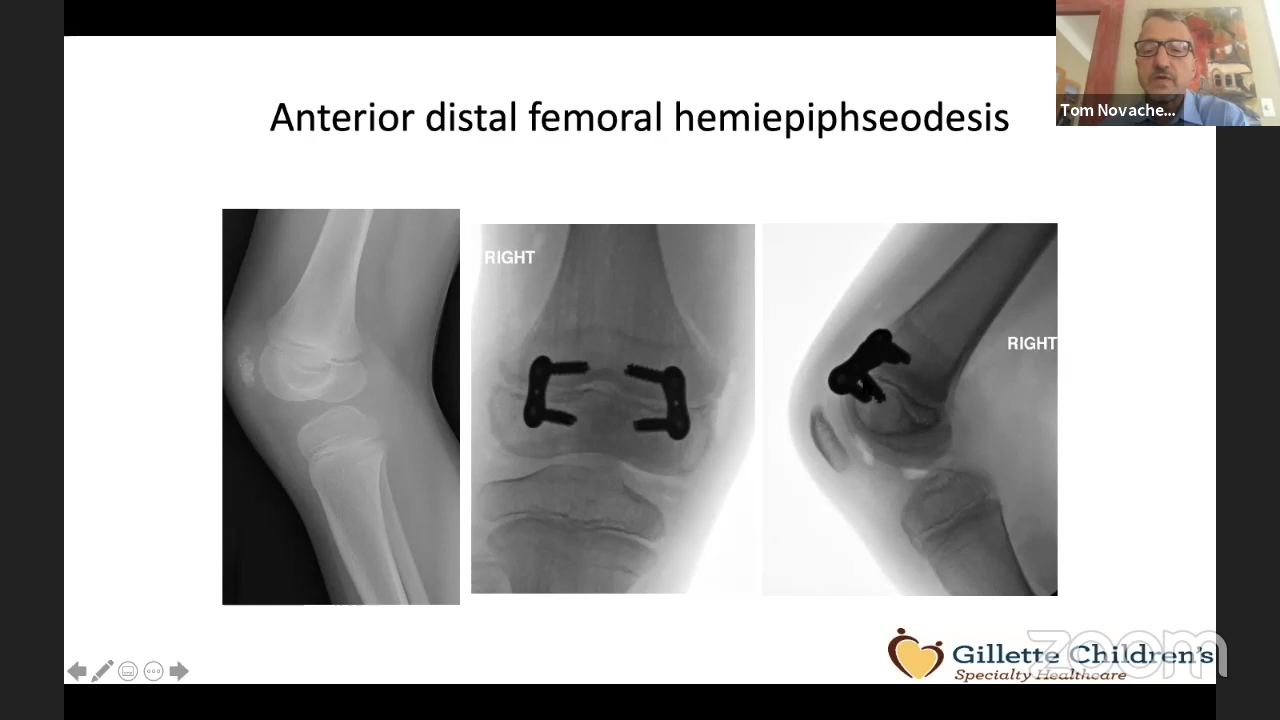 Tom Novache...
Anterior distal femoral hemiepiphseodesis
RIGHT
RIGHT
Gillette Children's
Specialty Healthcare
zoom